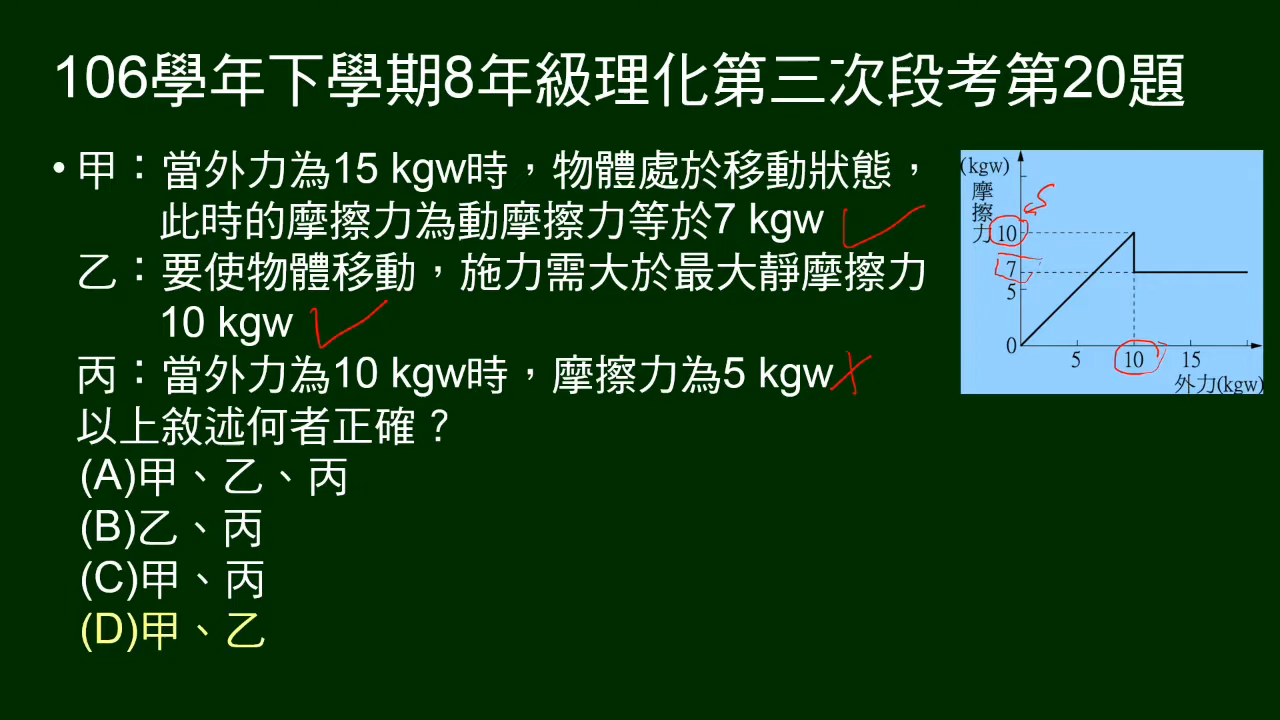 106學年下學期8年級理化第三次段考第20題
• 甲：當外力為15 kgw時，物體處於移動狀態，
此時的摩擦力為動摩擦力等於7 kgw
乙：要使物體移動，施力需大於最大靜摩擦力
10 kgw
丙：當外力為10 kgw時，摩擦力為5 kgw
以上敘述何者正確？
(A)甲、乙、丙
(B)乙、丙
(C)甲、丙
(D)甲、乙
(kgw)
摩擦力
10
7
5
0
5 10 15
外力(kgw)